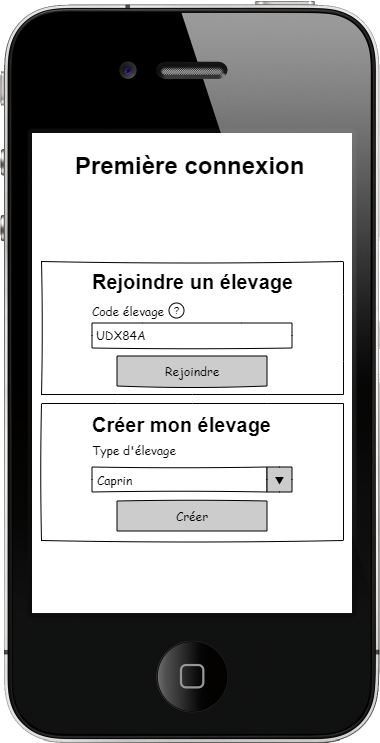 Première connexion
Rejoindre un élevage
Code élevage ?
UDX84A
Rejoindre
Créer mon élevage
Type d'élevage
Caprin
Créer